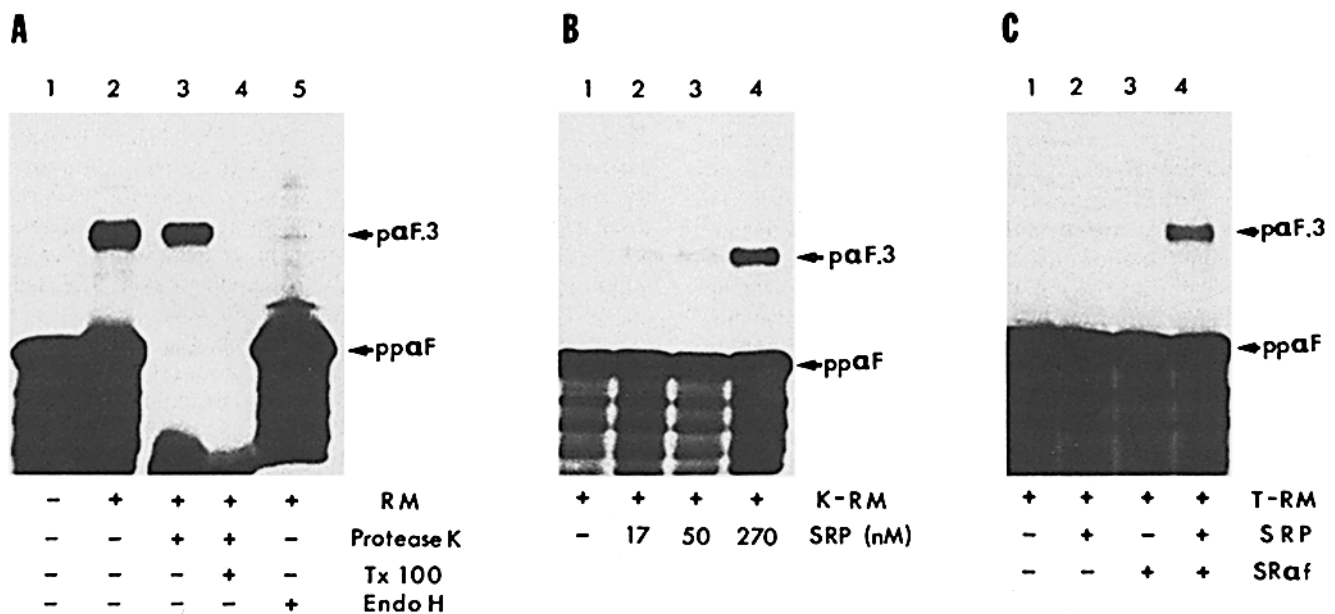 A B C
1 2 3 4 5 1 2 3 4 1 2 3 4
pαF.3 pαF.3 pαF.3
ppαF ppαF ppαF
- + + + + RM + + + + K-RM + + + + T-RM
- - + + - Protease K - 17 50 270 SRP (nM) - + - + SRP
- - - + - Tx 100 - - + + SRαf
- - - - + Endo H